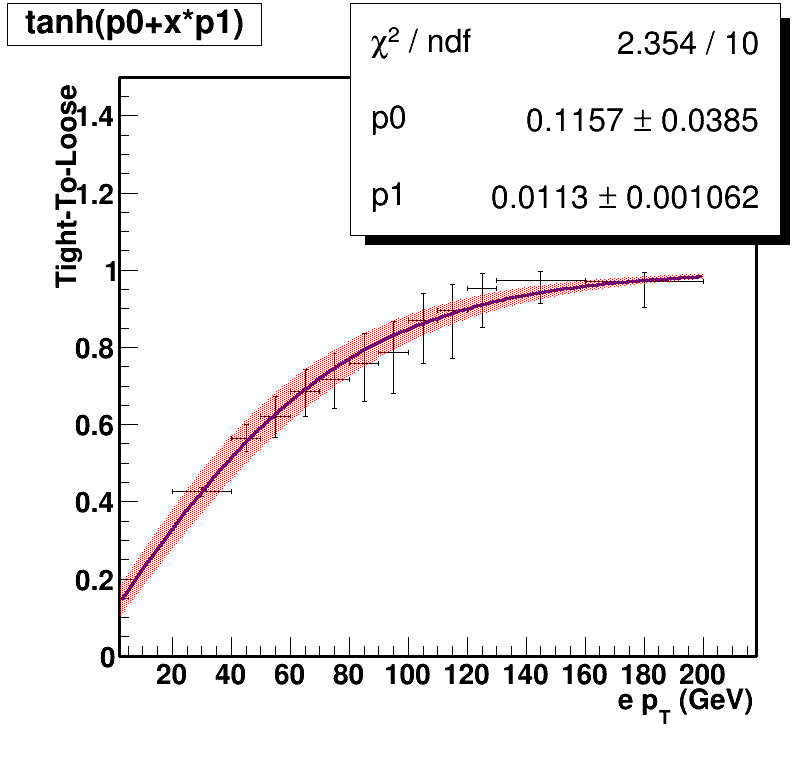 tanh(p0+x*p1)
χ² / ndf 2.354 / 10
p0 0.1157 ± 0.0385
p1 0.0113 ± 0.001062
Tight-To-Loose
1.4
1.2
1
0.8
0.6
0.4
0.2
0
20 40 60 80 100 120 140 160 180 200
e p_T (GeV)